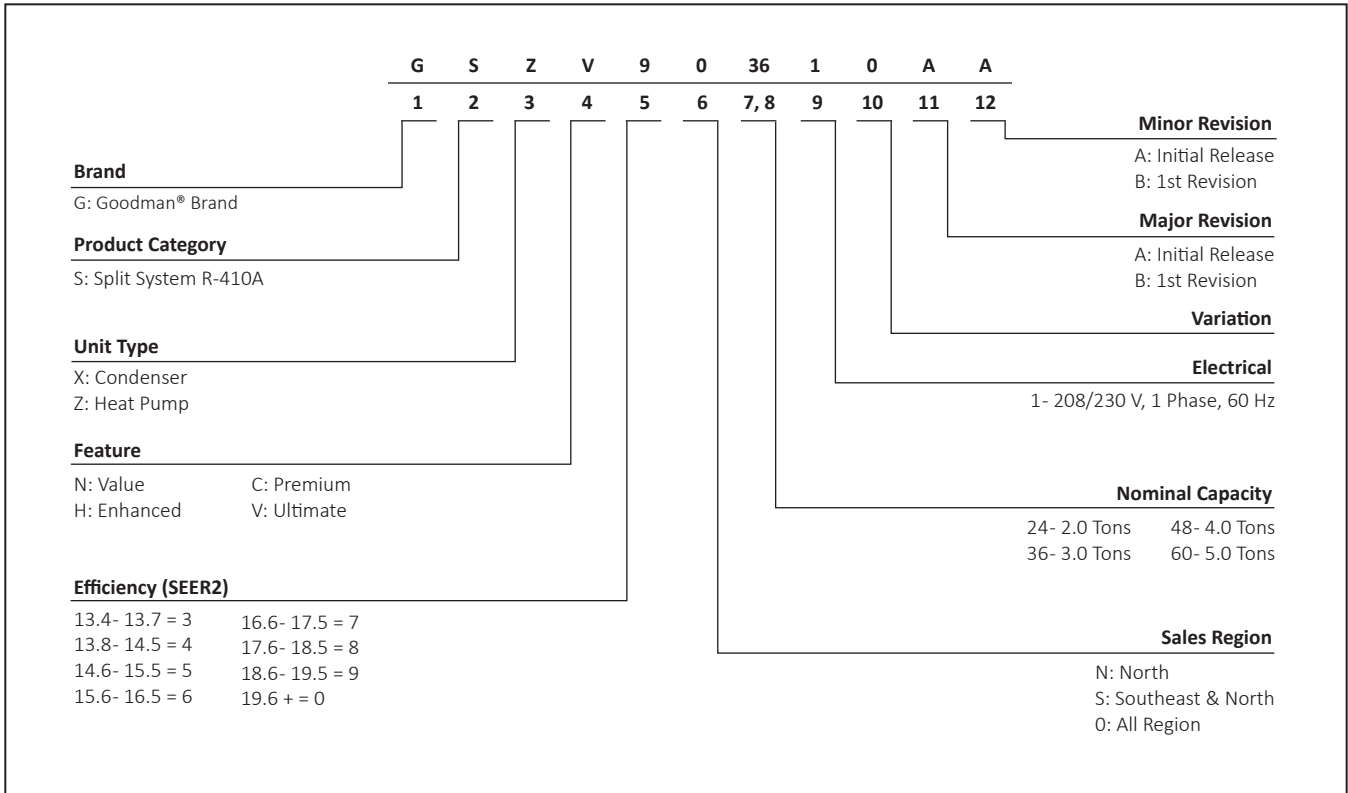 G S Z V 9 0 36 1 0 A A
1 2 3 4 5 6 7, 8 9 10 11 12
Brand
G: Goodman® Brand
Product Category
S: Split System R-410A
Unit Type
X: Condenser
Z: Heat Pump
Feature
N: Value C: Premium
H: Enhanced V: Ultimate
Efficiency (SEER2)
13.4- 13.7 = 3 16.6- 17.5 = 7
13.8- 14.5 = 4 17.6- 18.5 = 8
14.6- 15.5 = 5 18.6- 19.5 = 9
15.6- 16.5 = 6 19.6 + = 0
Minor Revision
A: Initial Release
B: 1st Revision
Major Revision
A: Initial Release
B: 1st Revision
Variation
Electrical
1- 208/230 V, 1 Phase, 60 Hz
Nominal Capacity
24- 2.0 Tons 48- 4.0 Tons
36- 3.0 Tons 60- 5.0 Tons
Sales Region
N: North
S: Southeast & North
0: All Region